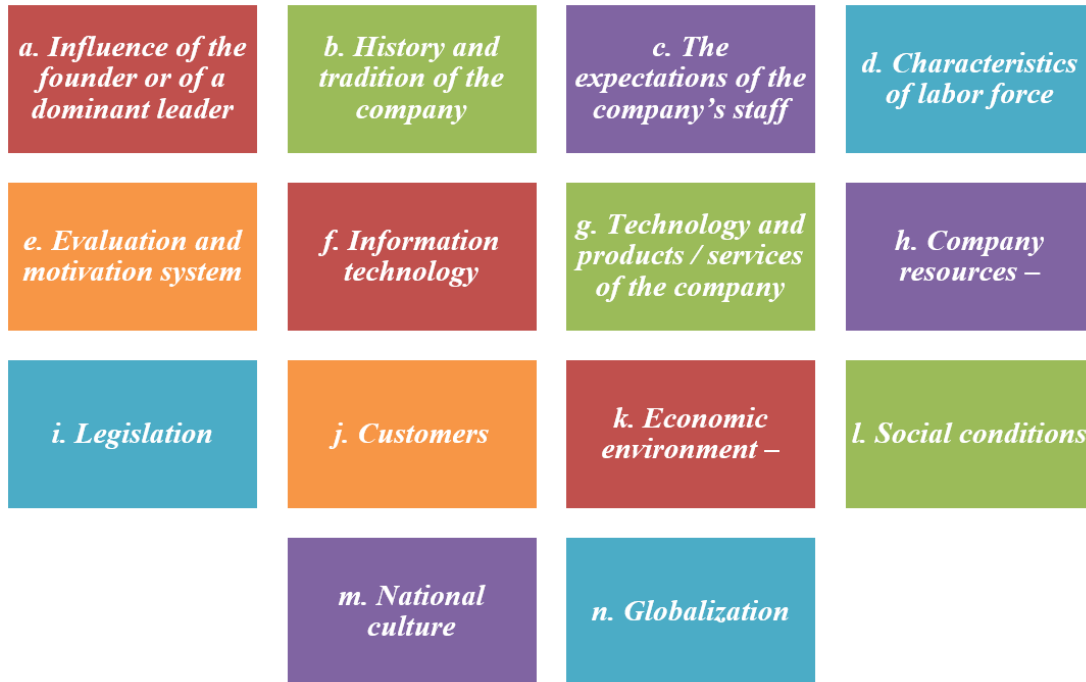 a. Influence of the
founder or of a
dominant leader
b. History and
tradition of the
company
c. The
expectations of the
company’s staff
d. Characteristics
of labor force
e. Evaluation and
motivation system
f. Information
technology
g. Technology and
products / services
of the company
h. Company
resources –
i. Legislation
j. Customers
k. Economic
environment –
l. Social conditions
m. National
culture
n. Globalization